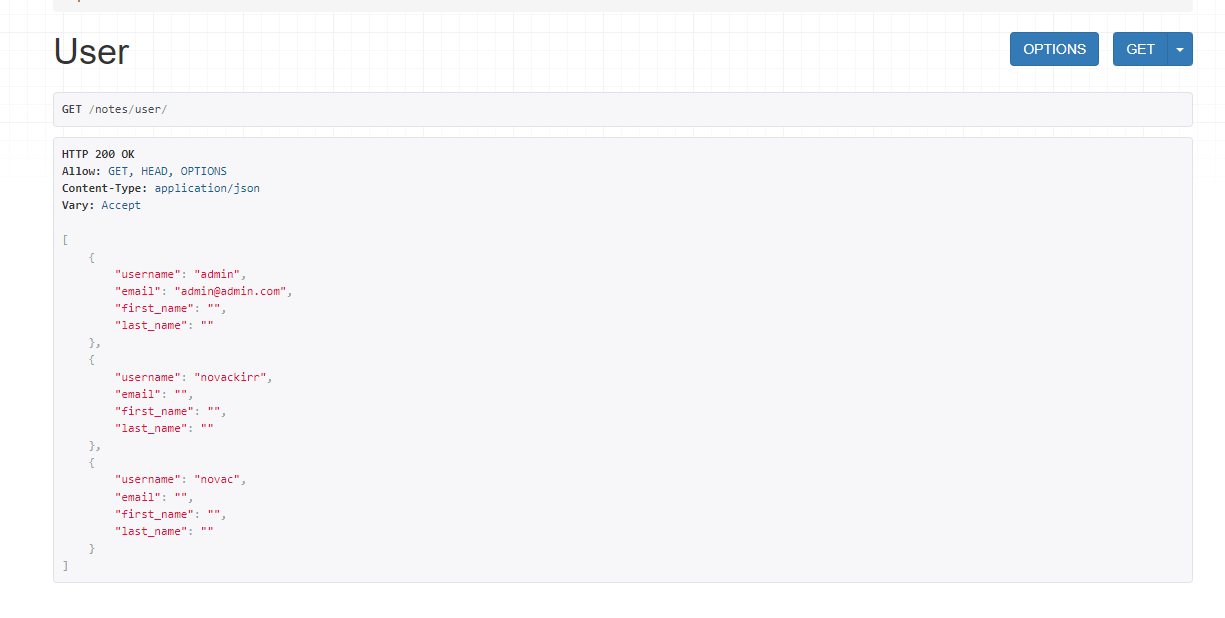 User
OPTIONS
GET
GET /notes/user/
HTTP 200 OK
Allow: GET, HEAD, OPTIONS
Content-Type: application/json
Vary: Accept
[
    {
        "username": "admin",
        "email": "admin@admin.com",
        "first_name": "",
        "last_name": ""
    },
    {
        "username": "novackirr",
        "email": "",
        "first_name": "",
        "last_name": ""
    },
    {
        "username": "novac",
        "email": "",
        "first_name": "",
        "last_name": ""
    }
]